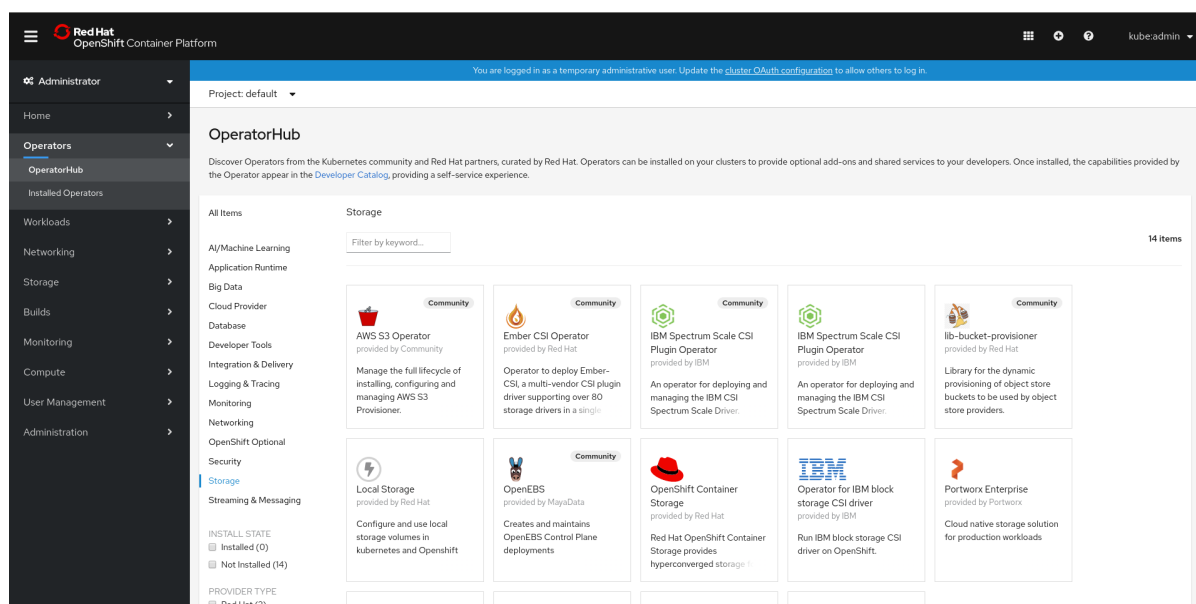 Red Hat
OpenShift Container Platform
kube:admin
Administrator
You are logged in as a temporary administrative user. Update the cluster OAuth configuration to allow others to log in.
Project: default
Home
Operators
OperatorHub
Installed Operators
Workloads
Networking
Storage
Builds
Monitoring
Compute
User Management
Administration
OperatorHub
Discover Operators from the Kubernetes community and Red Hat partners, curated by Red Hat. Operators can be installed on your clusters to provide optional add-ons and shared services to your developers. Once installed, the capabilities provided by
the Operator appear in the Developer Catalog, providing a self-service experience.
All Items
AI/Machine Learning
Application Runtime
Big Data
Cloud Provider
Database
Developer Tools
Integration & Delivery
Logging & Tracing
Monitoring
Networking
OpenShift Optional
Security
Storage
Streaming & Messaging
INSTALL STATE
Installed (0)
Not Installed (14)
PROVIDER TYPE
Storage
Filter by keyword...
14 items
Community
AWS S3 Operator
provided by Community
Manage the full lifecycle of
installing, configuring and
managing AWS S3
Provisioner.
Community
Ember CSI Operator
provided by Red Hat
Operator to deploy Ember-
CSI, a multi-vendor CSI plugin
driver supporting over 80
storage drivers in a single
Community
IBM Spectrum Scale CSI
Plugin Operator
provided by IBM
An operator for deploying and
managing the IBM CSI
Spectrum Scale Driver.
IBM Spectrum Scale CSI
Plugin Operator
provided by IBM
An operator for deploying and
managing the IBM CSI
Spectrum Scale Driver.
Community
lib-bucket-provisioner
provided by Red Hat
Library for the dynamic
provisioning of object store
buckets to be used by object
store providers.
Local Storage
provided by Red Hat
Configure and use local
storage volumes in
kubernetes and Openshift
Community
OpenEBS
provided by MayaData
Creates and maintains
OpenEBS Control Plane
deployments
OpenShift Container
Storage
provided by Red Hat
Red Hat OpenShift Container
Storage provides
hyperconverged storage
IBM
Operator for IBM block
storage CSI driver
provided by IBM
Run IBM block storage CSI
driver on OpenShift.
Portworx Enterprise
provided by Portworx
Cloud native storage solution
for production workloads